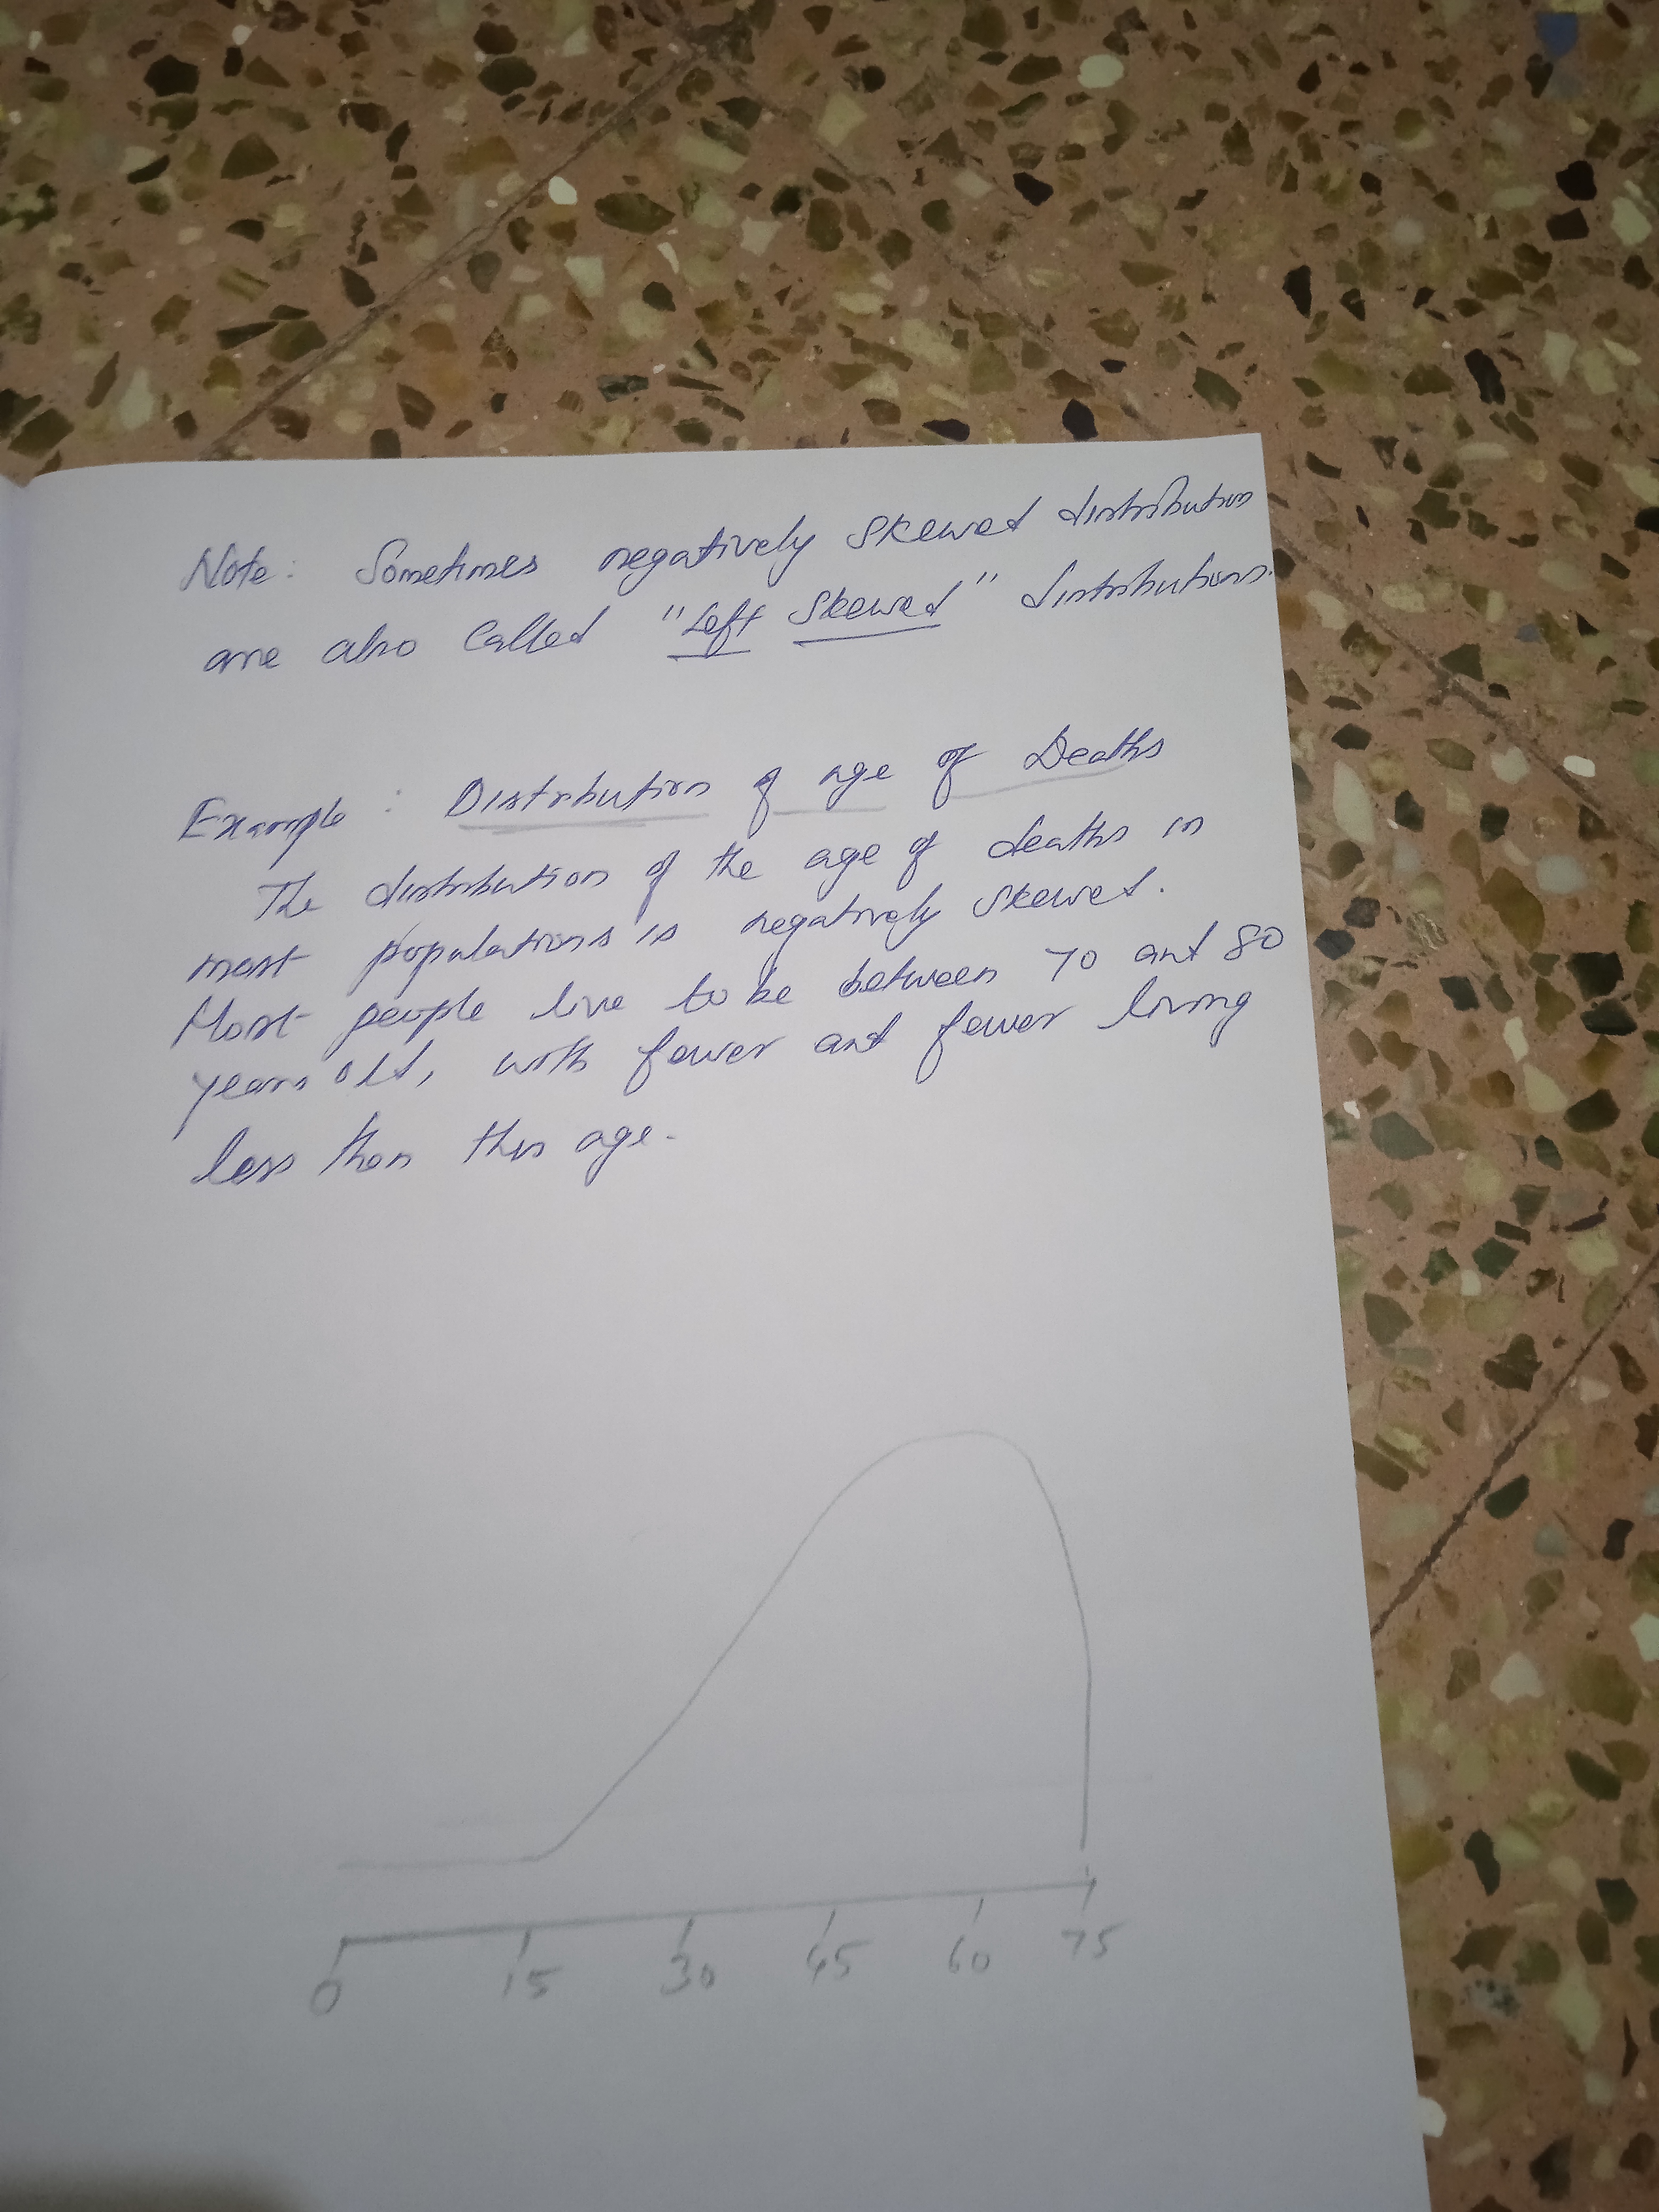 Note: Sometimes negatively skewed distribution
are also called "Left Skewed" distributions.
Example: Distribution of age of Deaths
The distribution of the age of deaths in
most populations is negatively skewed.
Most people live to be between 70 and 80
years old, with fewer and fewer living
less than this age.
0 15 30 45 60 75